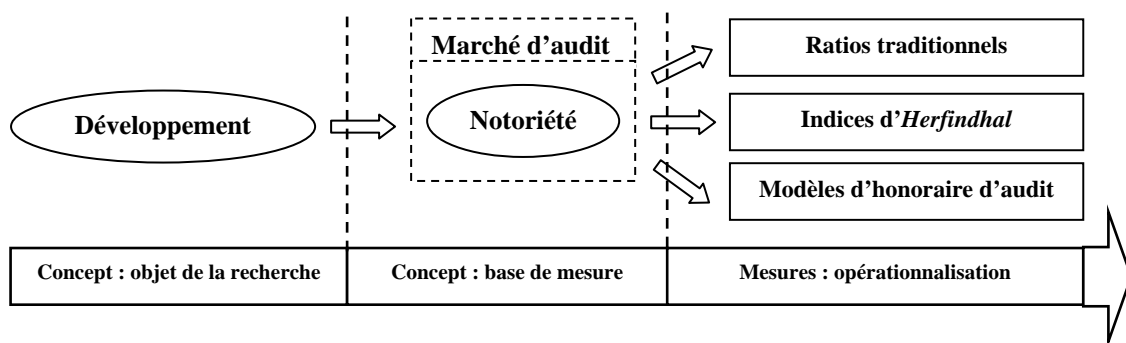 Marché d’audit
Ratios traditionnels
Développement
Notoriété
Indices d’Herfindhal
Modèles d’honoraire d’audit
Concept : objet de la recherche
Concept : base de mesure
Mesures : opérationnalisation